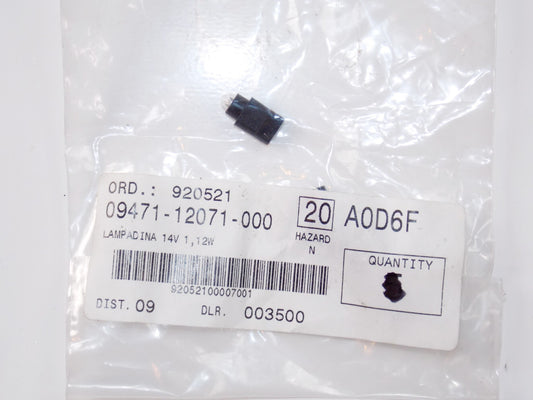 ORD.: 920521
09471-12071-000
20 A0D6F
LAMPADINA 14V 1,12W
HAZARD
N
QUANTITY
92052100007001
DIST. 09
DLR. 003500